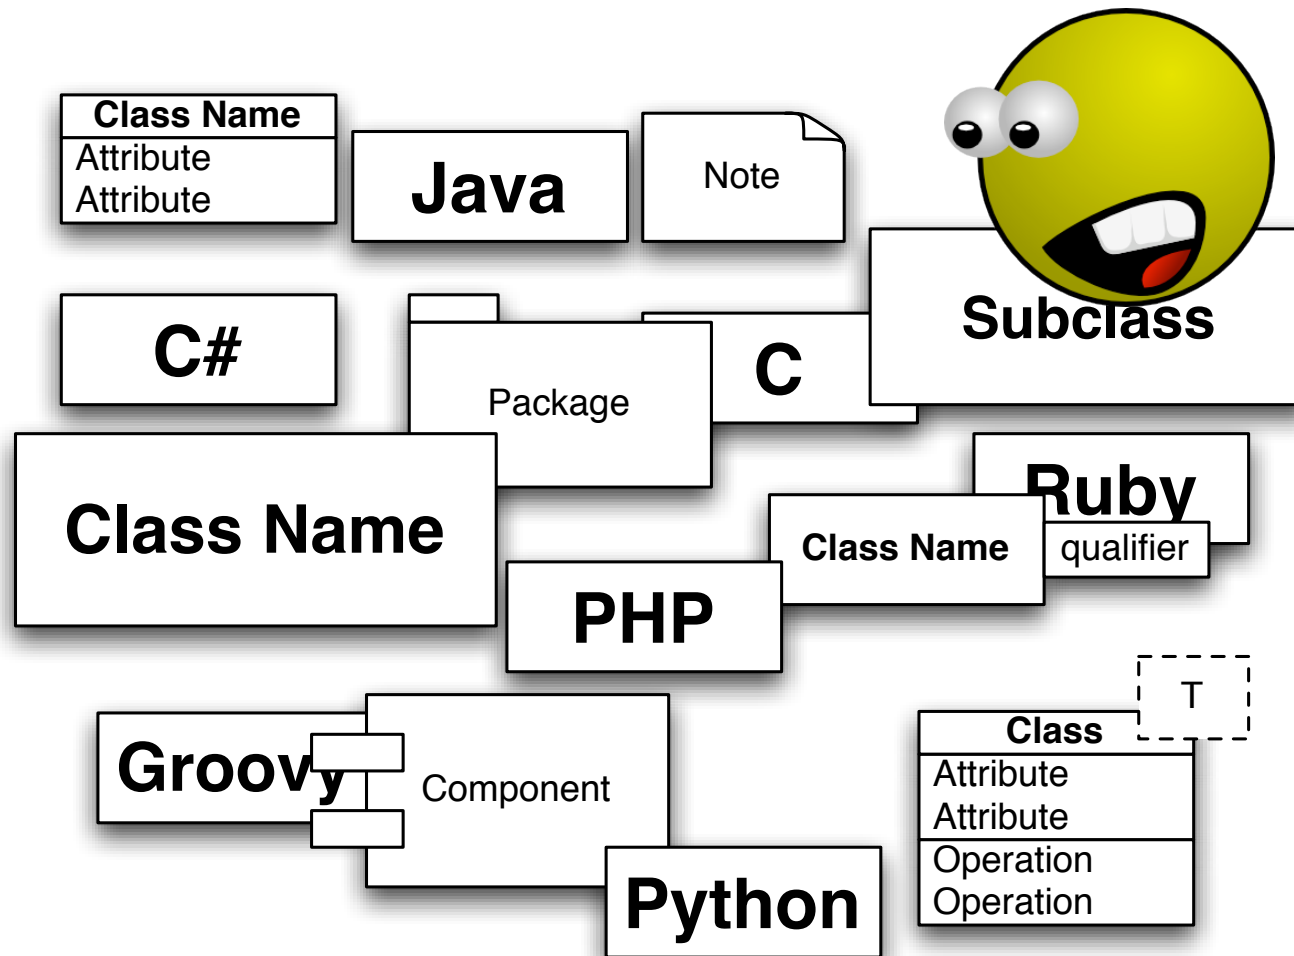 Class Name
Attribute
Attribute
Java
Note
C#
Package
C
Subclass
Class Name
Ruby
Class Name
qualifier
PHP
Groovy
Component
Python
T
Class
Attribute
Attribute
Operation
Operation